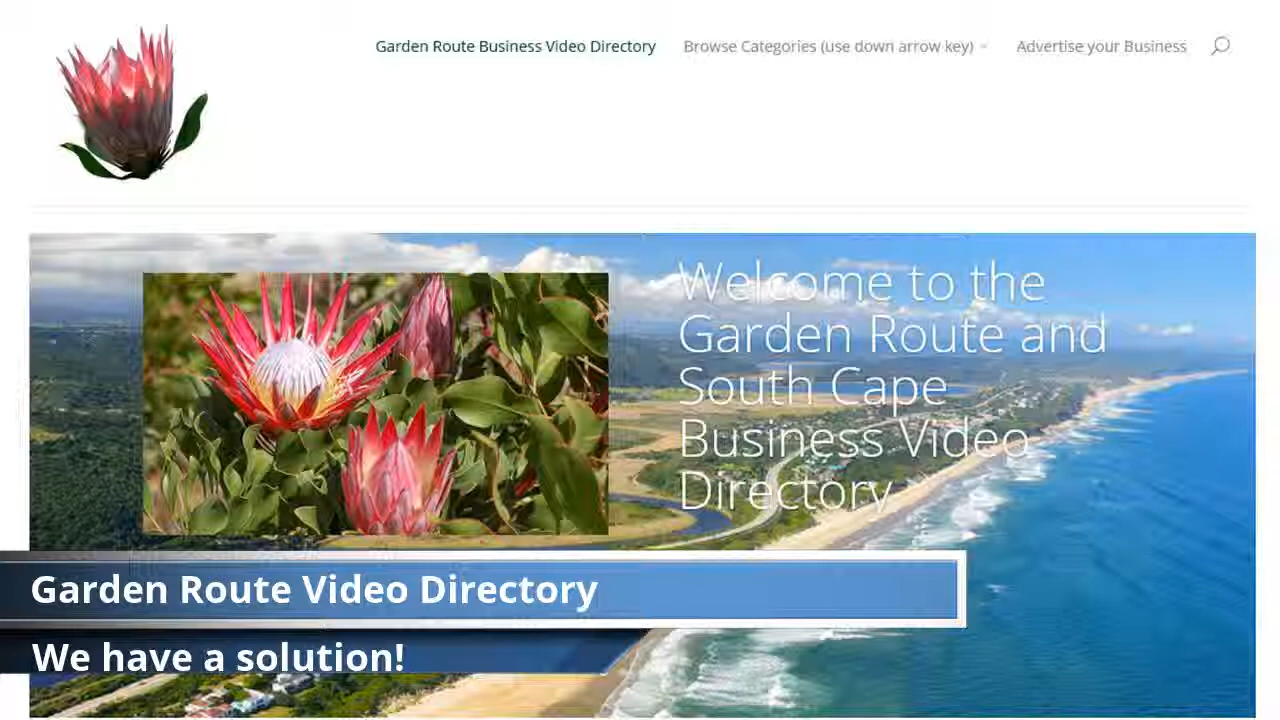 Garden Route Business Video Directory
Browse Categories (use down arrow key)
Advertise your Business
Welcome to the
Garden Route and
South Cape
Business Video
Directory
Garden Route Video Directory
We have a solution!